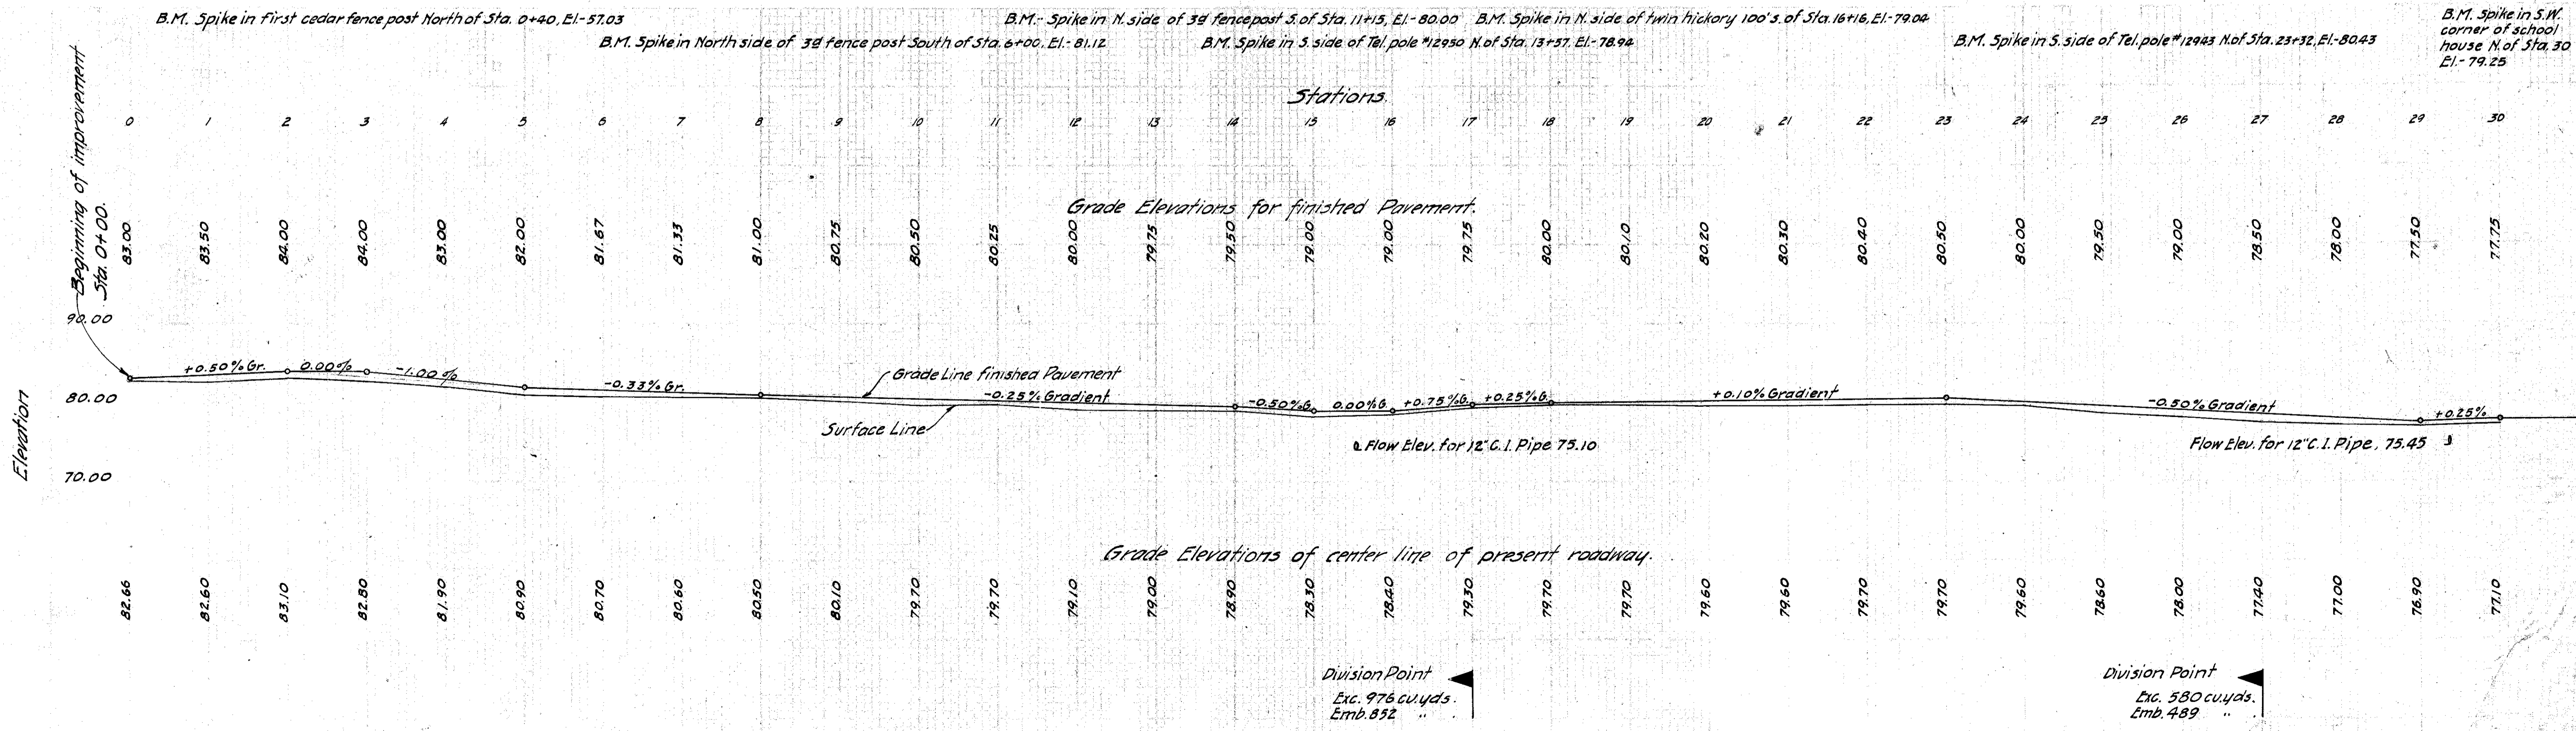 B.M. Spike in first cedar fence post North of Sta. 0+40, El.-57.03
B.M. Spike in North side of 3d fence post South of Sta. 6+00. El.-81.12
B.M.- Spike in N. side of 3d fence post S. of Sta. 11+15, El.-80.00
B.M. Spike in S. side of Tel. pole #12950 N. of Sta. 13+57. El.-78.94
B.M. Spike in N. side of twin hickory 100's. of Sta. 16+16, El.-79.04
B.M. Spike in S. side of Tel. pole #12943 N. of Sta. 23+32, El.-80.43
B.M. Spike in S.W.
corner of school
house N. of Sta. 30
El.- 79.25
Beginning of improvement
Sta. 0+00.
Stations.
0 1 2 3 4 5 6 7 8 9 10 11 12 13 14 15 16 17 18 19 20 21 22 23 24 25 26 27 28 29 30
Grade Elevations for finished Pavement.
83.00 83.50 84.00 84.00 83.00 82.00 81.67 81.33 81.00 80.75 80.50 80.25 80.00 79.75 79.50 79.00 79.00 79.75 80.00 80.10 80.20 80.30 80.40 80.50 80.00 79.50 79.00 78.50 78.00 77.50 77.75
Elevation
90.00
80.00
70.00
+0.50% Gr. 0.00% -1.00% -0.33% Gr. -0.25% Gradient -0.50% G. 0.00% G. +0.75% G. +0.25% G. +0.10% Gradient -0.50% Gradient +0.25%
Grade Line finished Pavement
Surface Line
Flow Elev. for 12" C.I. Pipe 75.10
Flow Elev. for 12" C.I. Pipe, 75.45
Grade Elevations of center line of present roadway.
82.66 82.60 83.10 82.80 81.90 80.90 80.70 80.60 80.50 80.10 79.70 79.70 79.10 79.00 78.90 78.30 78.40 79.30 79.70 79.70 79.60 79.60 79.70 79.70 79.60 78.60 78.00 77.40 77.00 76.90 77.10
Division Point
Exc. 976 cu.yds.
Emb. 852 " .
Division Point
Exc. 580 cu.yds.
Emb. 489 " .